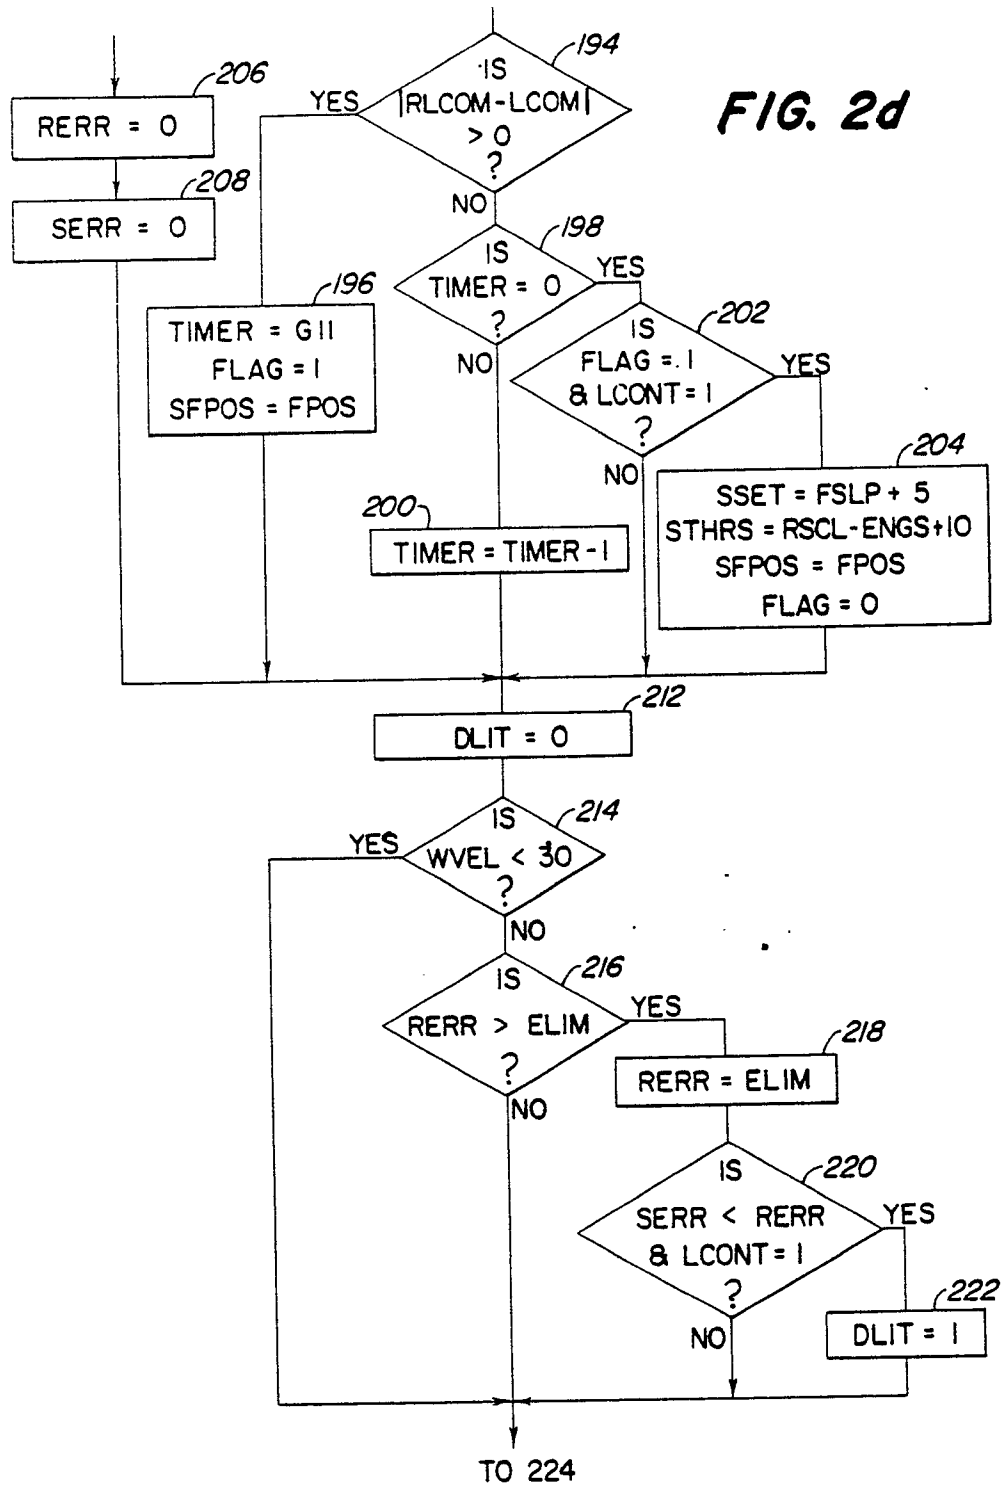 FIG. 2d
206
RERR = 0
208
SERR = 0
194
IS
|RLCOM-LCOM|
> 0
?
YES
NO
198
IS
TIMER = 0
?
YES
NO
196
TIMER = G11
FLAG = 1
SFPOS = FPOS
202
IS
FLAG = 1
& LCONT = 1
?
YES
NO
200
TIMER = TIMER - 1
204
SSET = FSLP + 5
STHRS = RSCL-ENGS+10
SFPOS = FPOS
FLAG = 0
212
DLIT = 0
214
IS
WVEL < 30
?
YES
NO
216
IS
RERR > ELIM
?
YES
NO
218
RERR = ELIM
220
IS
SERR < RERR
& LCONT = 1
?
YES
NO
222
DLIT = 1
TO 224